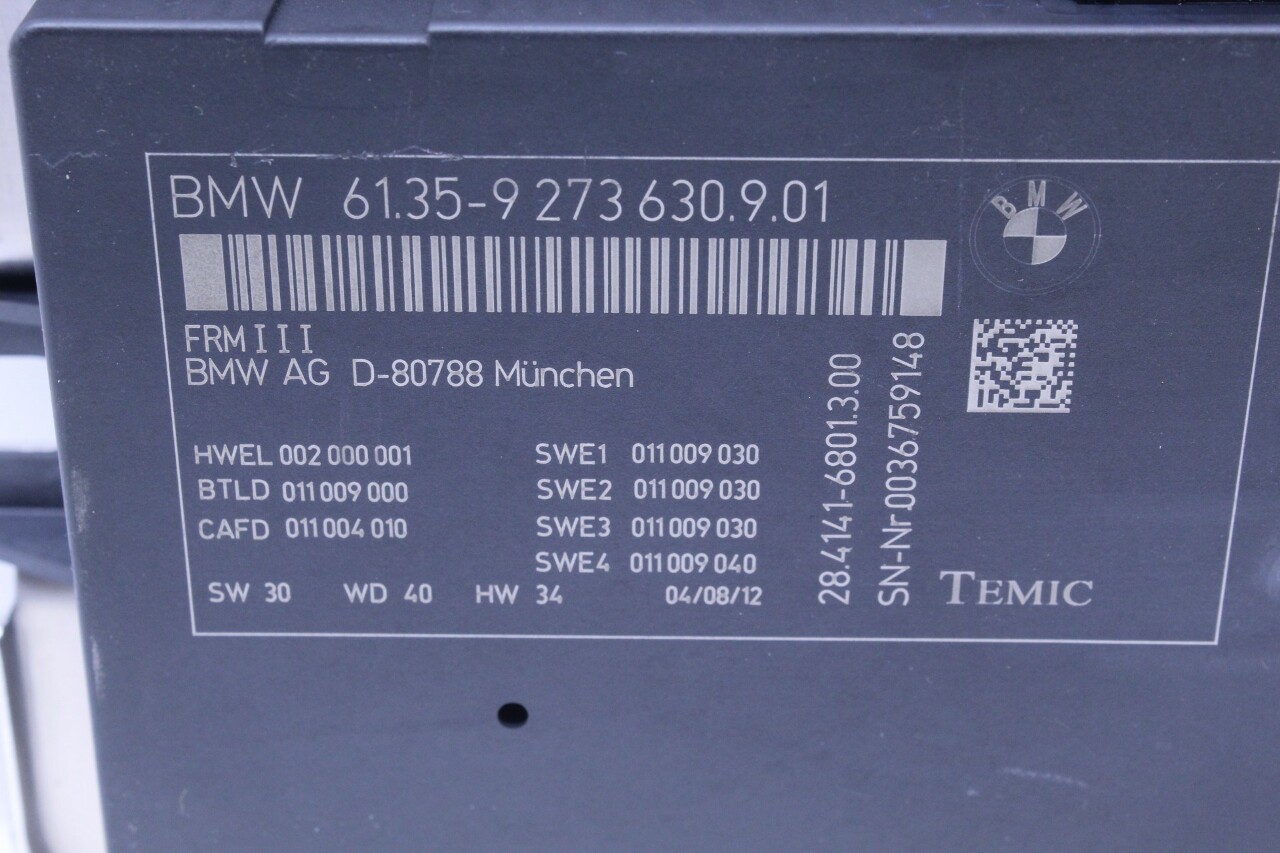 BMW 61.35-9 273 630.9.01
BMW
FRM III
BMW AG D-80788 München
HWEL 002 000 001
BTLD 011 009 000
CAFD 011 004 010
SWE1 011 009 030
SWE2 011 009 030
SWE3 011 009 030
SWE4 011 009 040
SW 30 WD 40 HW 34 04/08/12
28.4141-6801.3.00
SN-Nr.0036759148
TEMIC